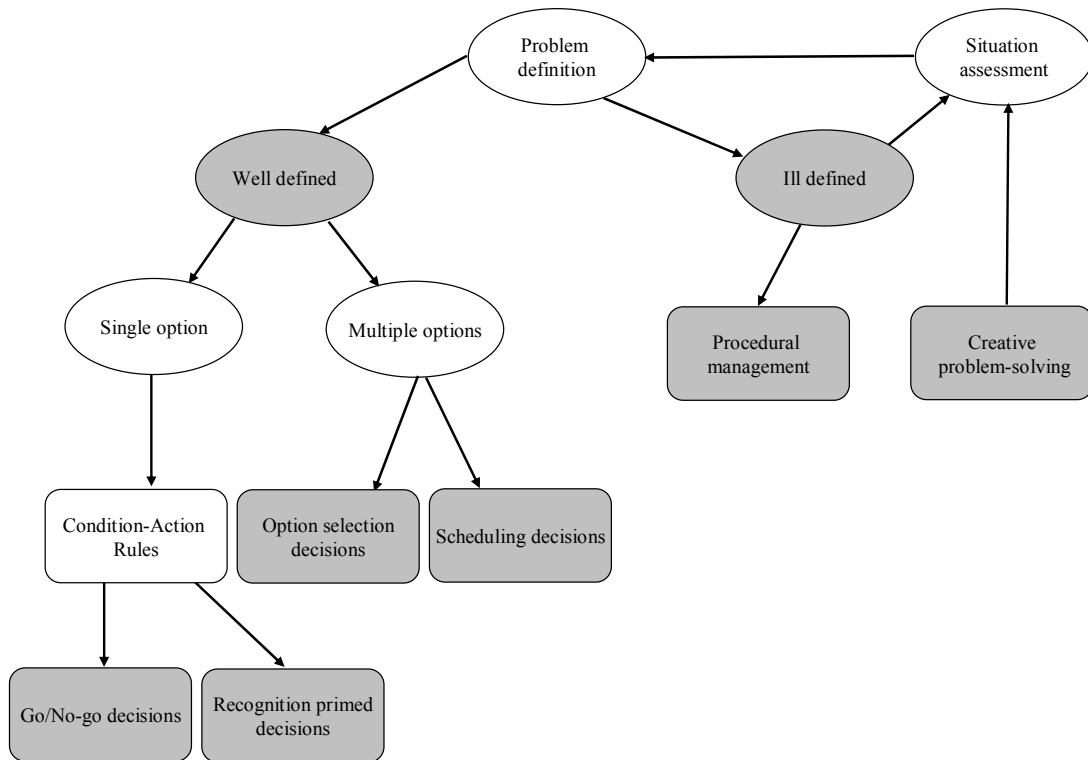 Problem
definition
Situation
assessment
Well defined
Ill defined
Single option
Multiple options
Procedural
management
Creative
problem-solving
Condition-Action
Rules
Option selection
decisions
Scheduling decisions
Go/No-go decisions
Recognition primed
decisions